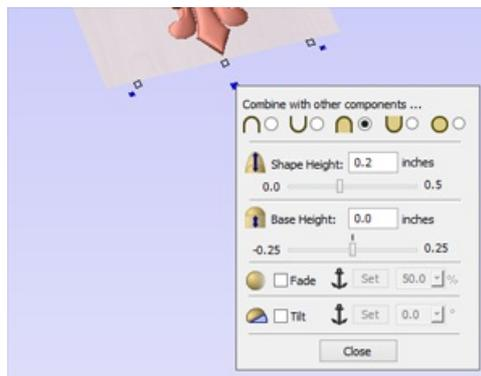 Combine with other components ...
Shape Height: 0.2 inches
0.0 0.5
Base Height: 0.0 inches
-0.25 0.25
Fade Set 50.0 %
Tilt Set 0.0 °
Close